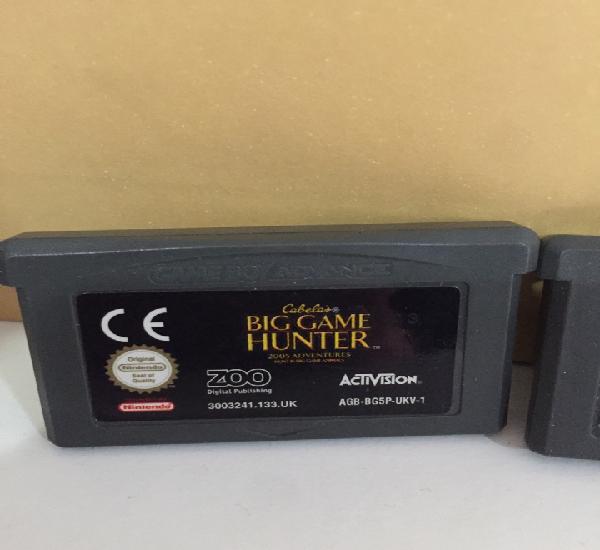 GAME BOY ADVANCE
CE
Cabela's®
BIG GAME
HUNTER™
2005 ADVENTURES
Original
Nintendo
Seal of
Quality
Nintendo
ZOO
Digital Publishing
3003241.133.UK
ACTIVISION
AGB-BG5P-UKV-1